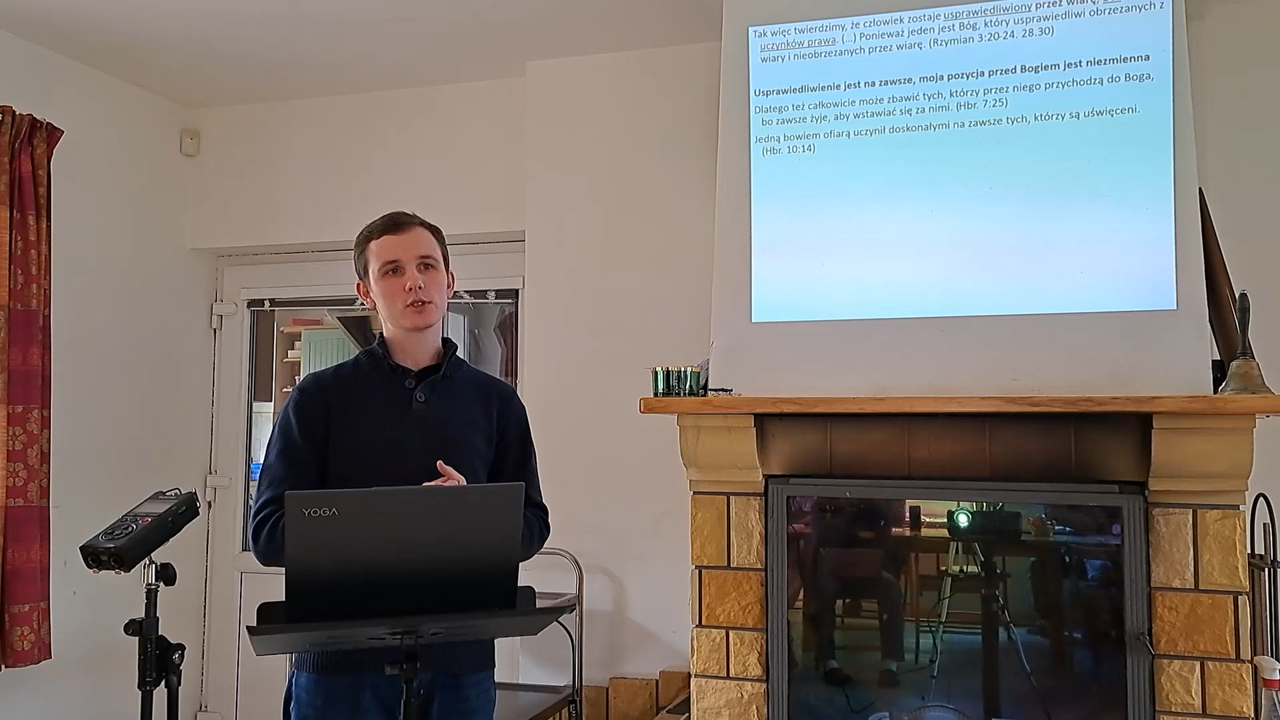 Tak więc twierdzimy, że człowiek zostaje usprawiedliwiony przez wiarę,
uczynków prawa. (...) Ponieważ jeden jest Bóg, który usprawiedliwi obrzezanych z
wiary i nieobrzezanych przez wiarę. (Rzymian 3:20-24. 28.30)
Usprawiedliwienie jest na zawsze, moja pozycja przed Bogiem jest niezmienna
Dlatego też całkowicie może zbawić tych, którzy przez niego przychodzą do Boga,
bo zawsze żyje, aby wstawiać się za nimi. (Hbr. 7:25)
Jedną bowiem ofiarą uczynił doskonałymi na zawsze tych, którzy są uświęceni.
(Hbr. 10:14)
YOGA